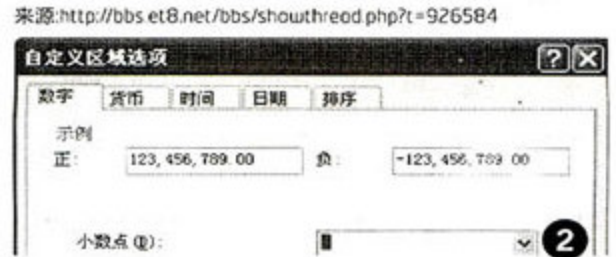 来源:http://bbs.et8.net/bbs/showthread.php?t=926584
自定义区域选项
数字 货币 时间 日期 排序
示例
正: 123,456,789.00 负: -123,456,789.00
小数点(D):
2